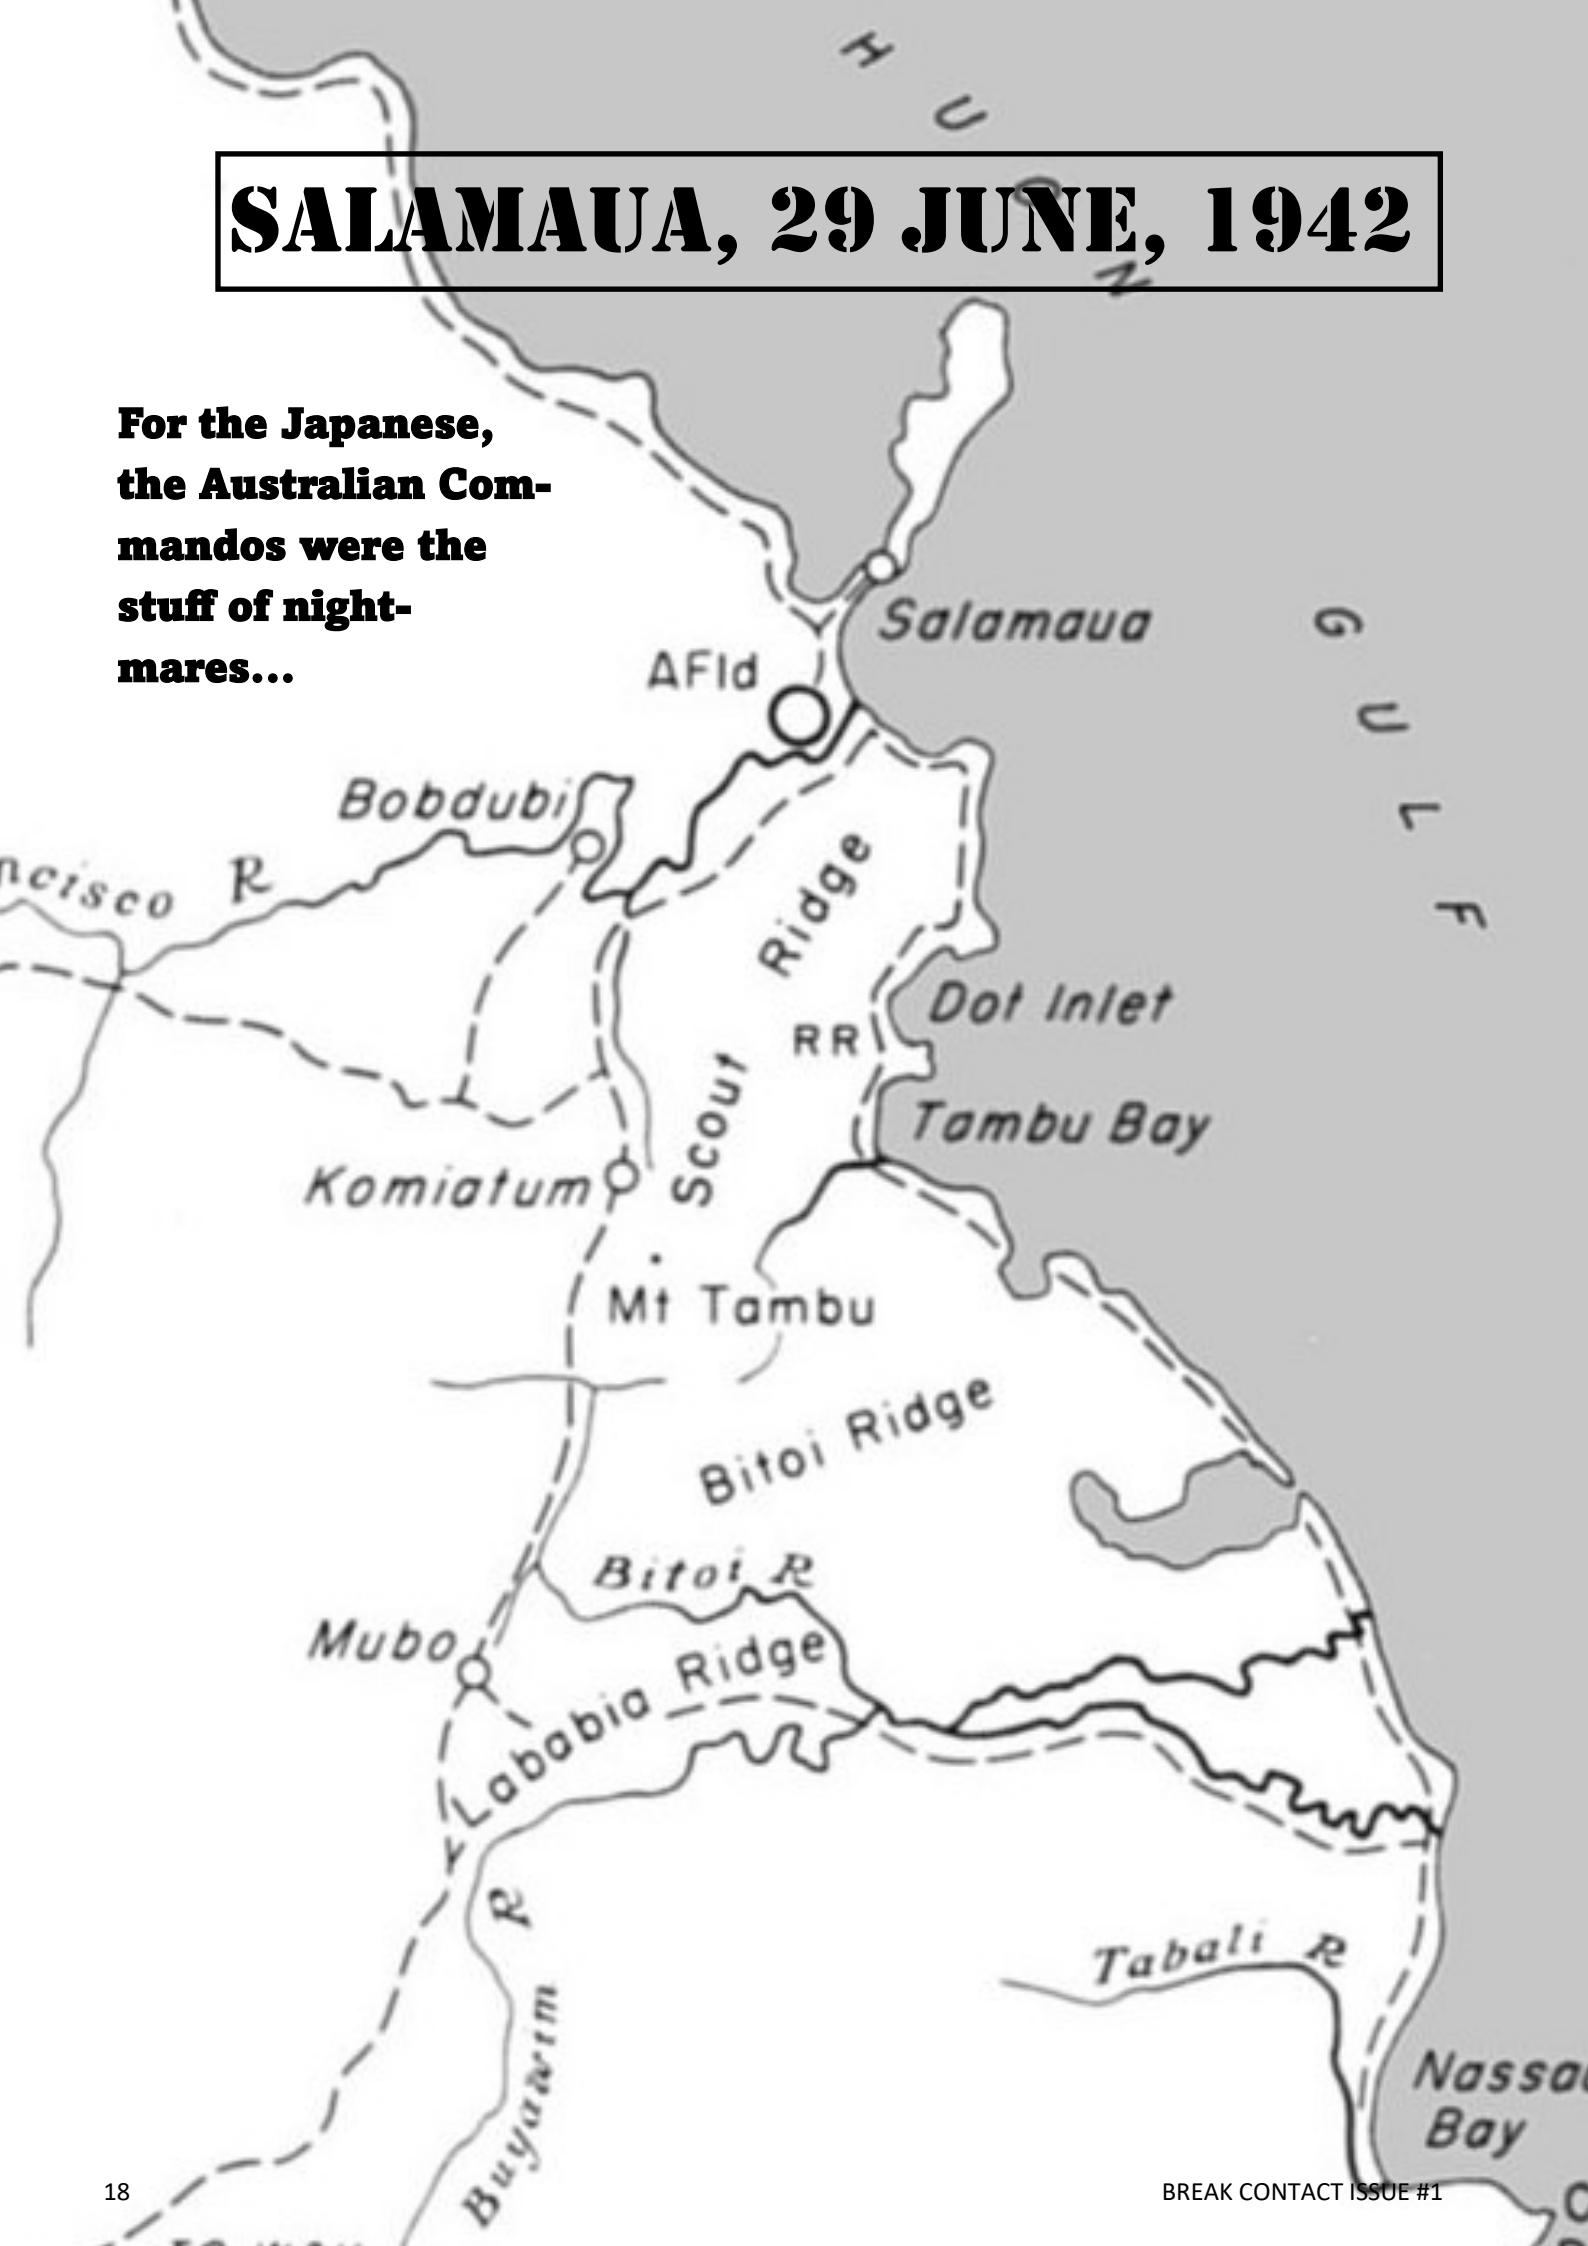 HUON
SALAMAUA, 29 JUNE, 1942
For the Japanese,
the Australian Com-
mandos were the
stuff of night-
mares...
Salamaua
GULF
AFld
Bobdubi
ncisco R
Ridge
Dot Inlet
RR
Scout
Tambu Bay
Komiatum
Mt Tambu
Bitoi Ridge
Bitoi R
Mubo
Lababia Ridge
R
Tabali R
Buyawim
Nassau
Bay
18
BREAK CONTACT ISSUE #1